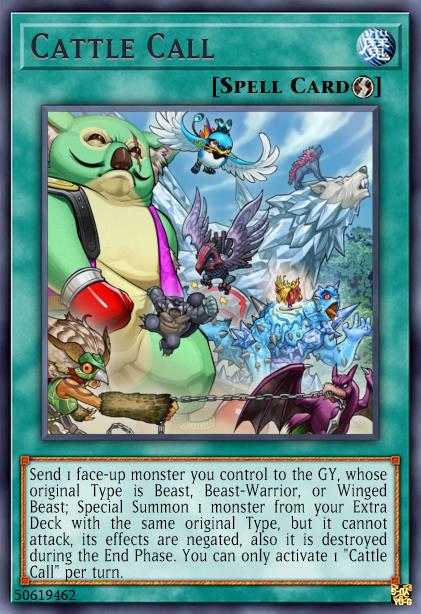 CATTLE CALL
魔
[SPELL CARD]
Send 1 face-up monster you control to the GY, whose
original Type is Beast, Beast-Warrior, or Winged
Beast; Special Summon 1 monster from your Extra
Deck with the same original Type, but it cannot
attack, its effects are negated, also it is destroyed
during the End Phase. You can only activate 1 "Cattle
Call" per turn.
50619462